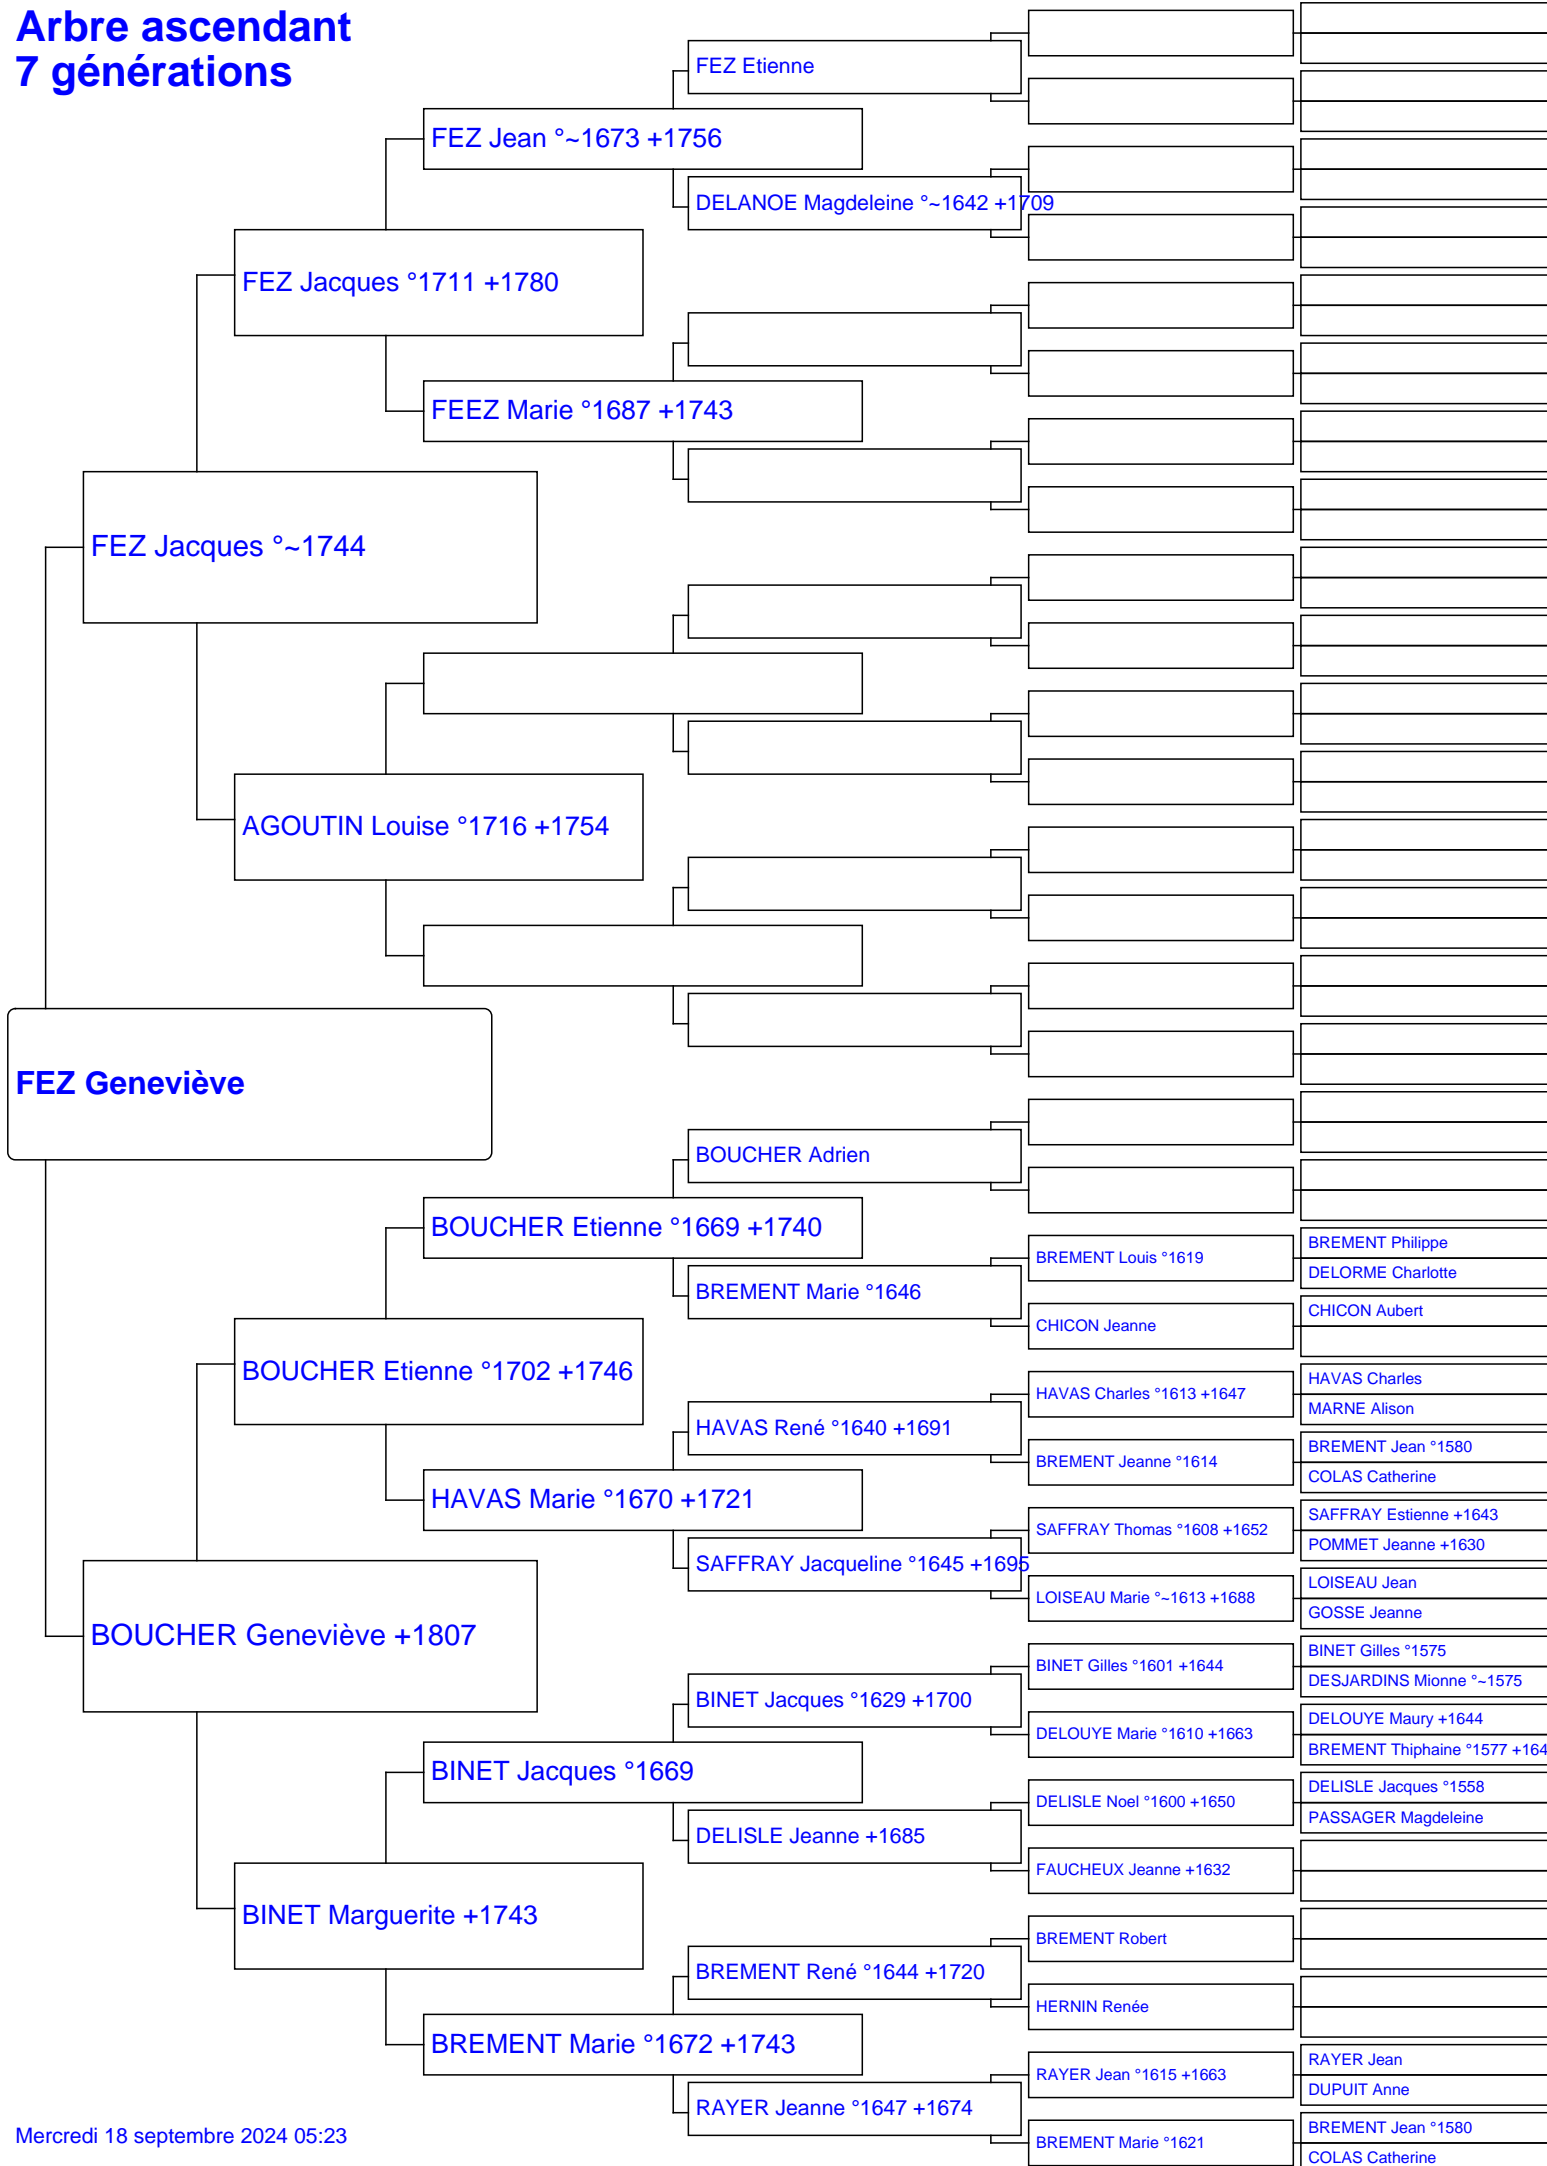 Arbre ascendant
7 générations
FEZ Etienne
FEZ Jean °~1673 +1756
DELANOE Magdeleine °~1642 +1709
FEZ Jacques °1711 +1780
FEEZ Marie °1687 +1743
FEZ Jacques °~1744
AGOUTIN Louise °1716 +1754
FEZ Geneviève
BOUCHER Adrien
BOUCHER Etienne °1669 +1740
BREMENT Philippe
BREMENT Louis °1619
DELORME Charlotte
BREMENT Marie °1646
CHICON Aubert
CHICON Jeanne
BOUCHER Etienne °1702 +1746
HAVAS Charles
HAVAS Charles °1613 +1647
MARNE Alison
HAVAS René °1640 +1691
BREMENT Jean °1580
BREMENT Jeanne °1614
COLAS Catherine
HAVAS Marie °1670 +1721
SAFFRAY Estienne +1643
SAFFRAY Thomas °1608 +1652
POMMET Jeanne +1630
SAFFRAY Jacqueline °1645 +1695
LOISEAU Jean
LOISEAU Marie °~1613 +1688
GOSSE Jeanne
BOUCHER Geneviève +1807
BINET Gilles °1575
BINET Gilles °1601 +1644
DESJARDINS Mionne °~1575
BINET Jacques °1629 +1700
DELOUYE Maury +1644
DELOUYE Marie °1610 +1663
BREMENT Thiphaine °1577 +164
BINET Jacques °1669
DELISLE Jacques °1558
DELISLE Noel °1600 +1650
PASSAGER Magdeleine
DELISLE Jeanne +1685
FAUCHEUX Jeanne +1632
BINET Marguerite +1743
BREMENT Robert
BREMENT René °1644 +1720
HERNIN Renée
BREMENT Marie °1672 +1743
RAYER Jean
RAYER Jean °1615 +1663
DUPUIT Anne
RAYER Jeanne °1647 +1674
BREMENT Jean °1580
BREMENT Marie °1621
COLAS Catherine
Mercredi 18 septembre 2024 05:23